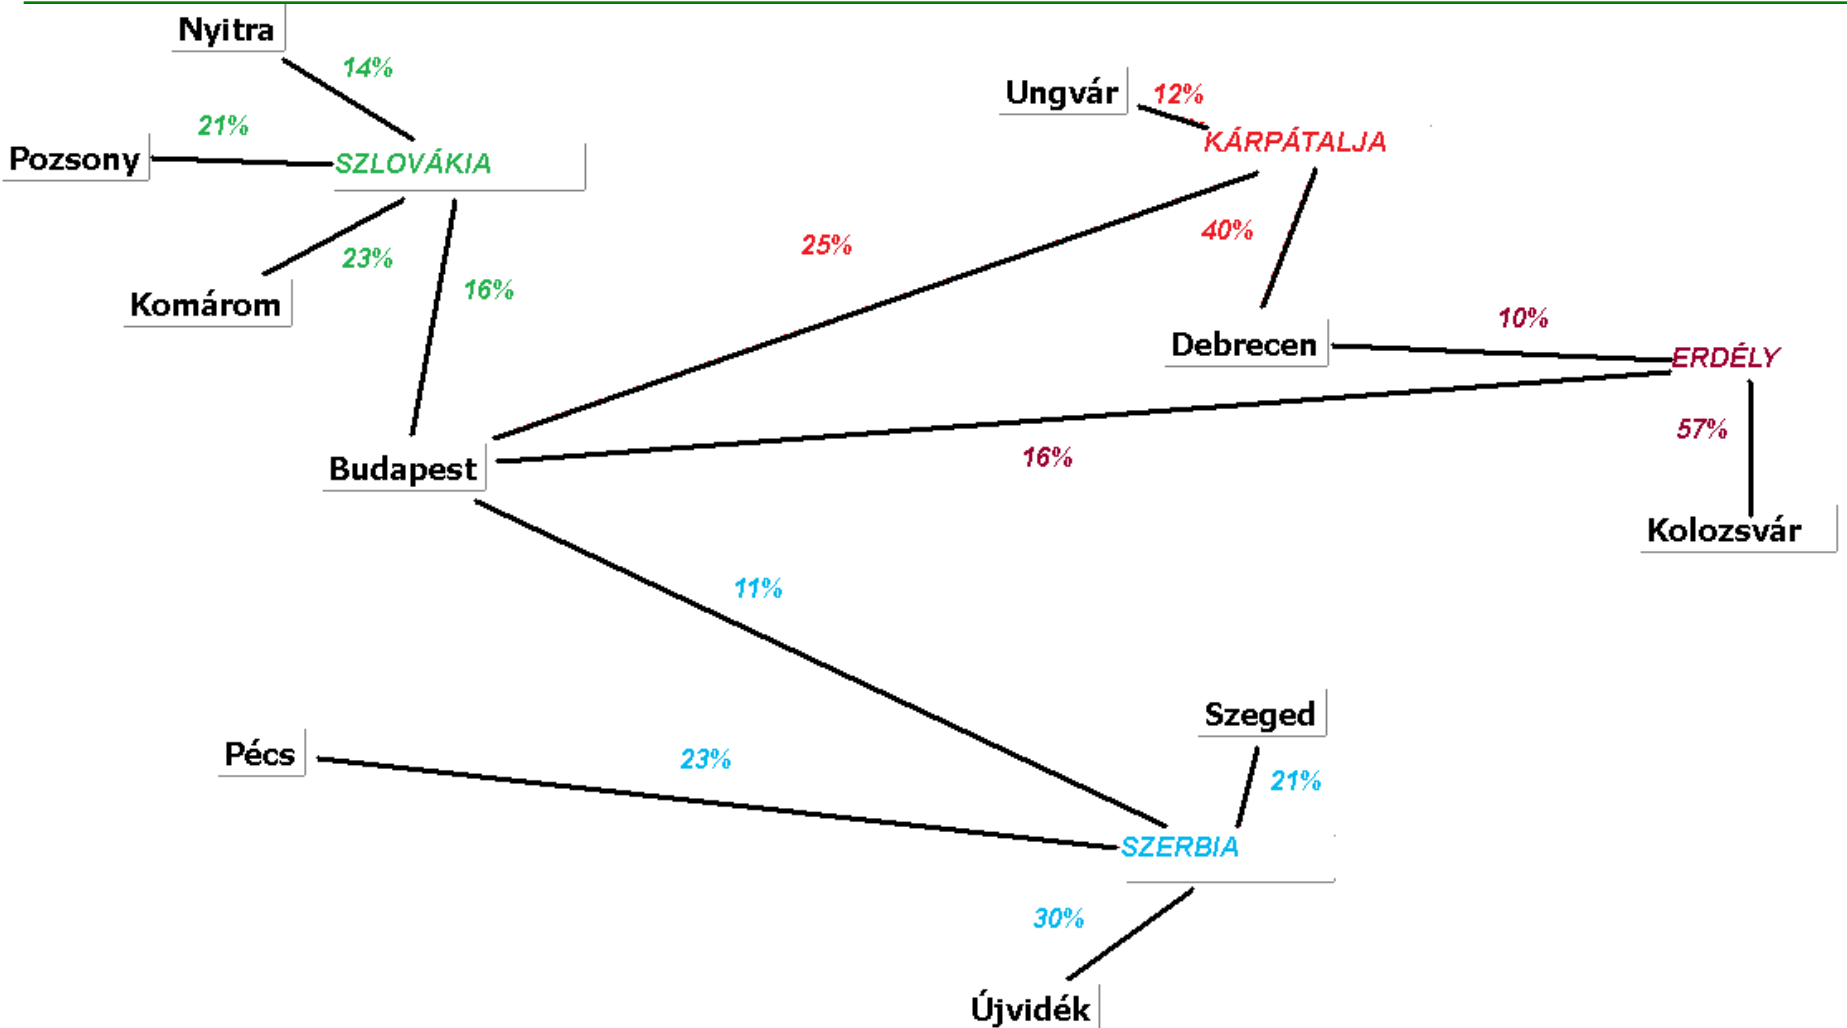 Nyitra
14%
Ungvár
12%
21%
KÁRPÁTALJA
Pozsony
SZLOVÁKIA
40%
25%
23%
16%
Komárom
10%
Debrecen
ERDÉLY
57%
16%
Budapest
Kolozsvár
11%
Szeged
Pécs
23%
21%
SZERBIA
30%
Újvidék